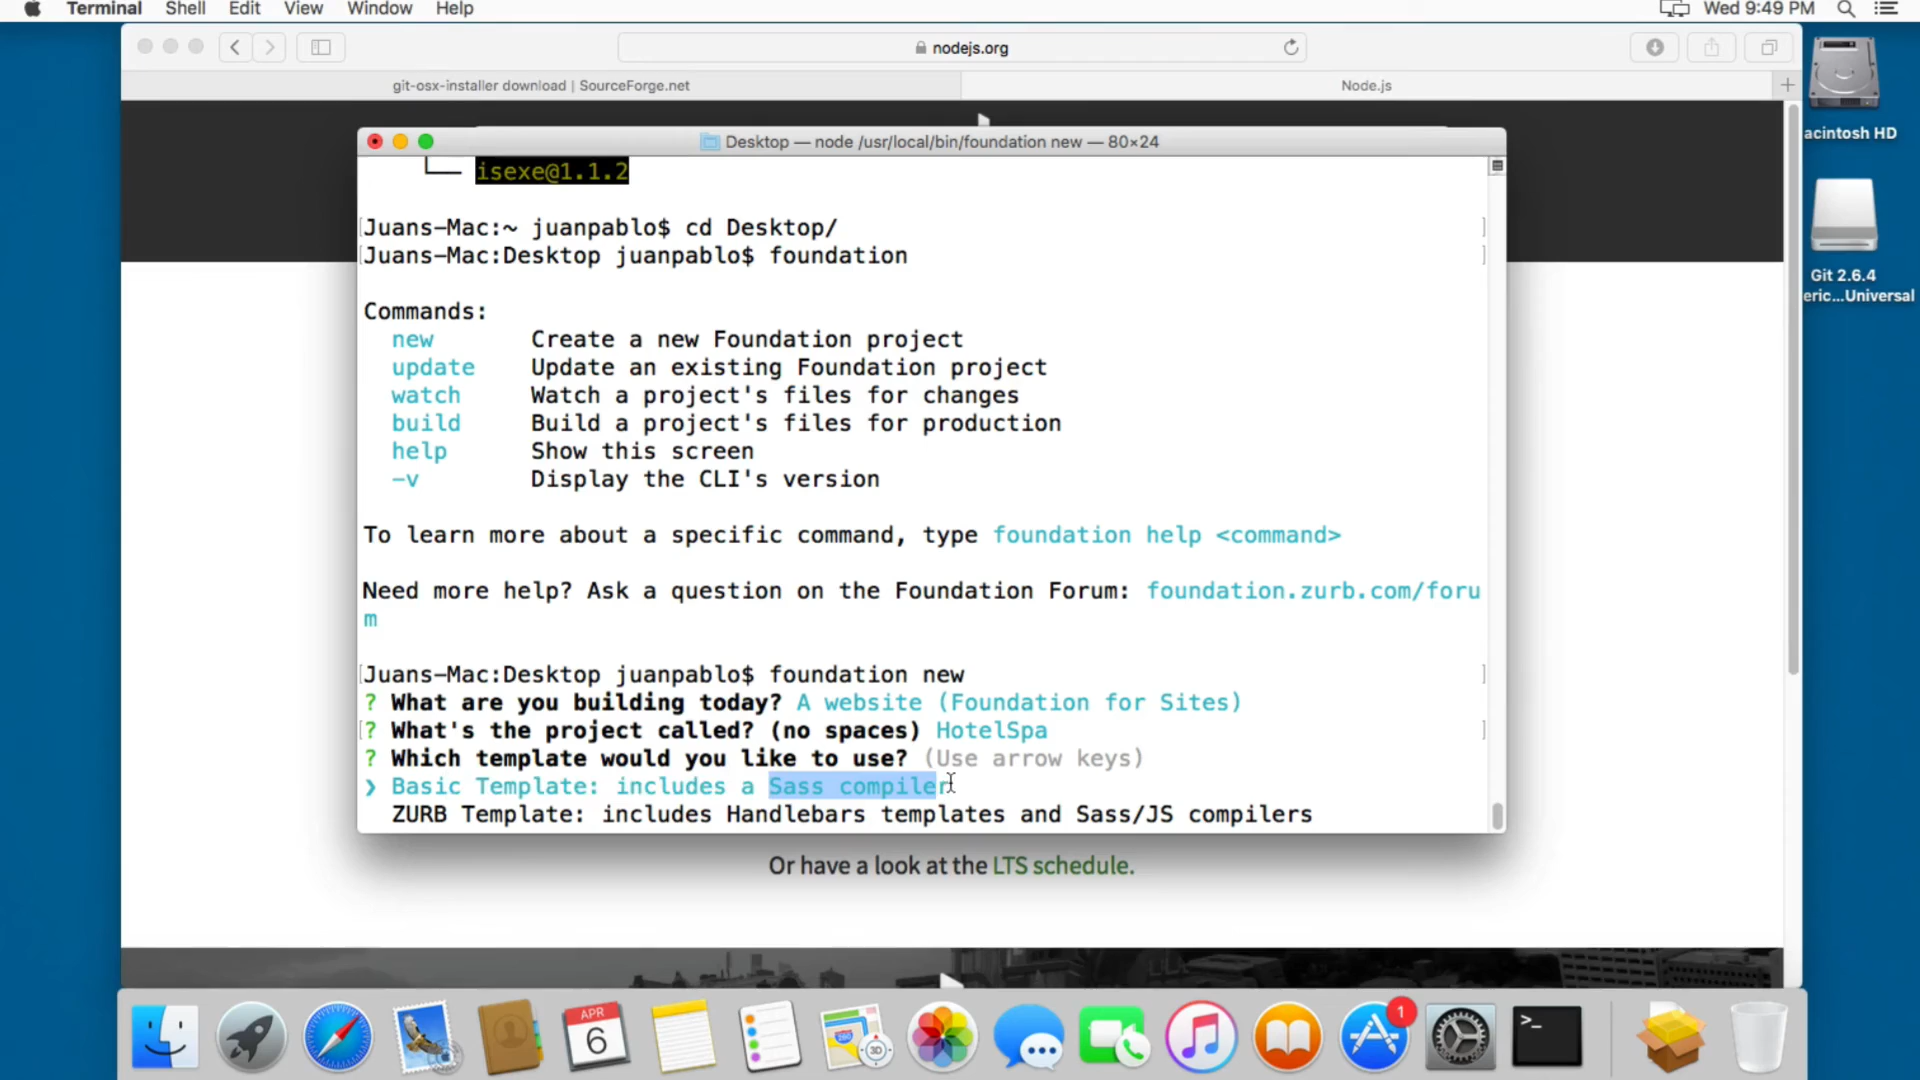 Terminal Shell Edit View Window Help Wed 9:49 PM
nodejs.org
git-osx-installer download | SourceForge.net Node.js
acintosh HD
Git 2.6.4
eric...Universal
Desktop — node /usr/local/bin/foundation new — 80×24
isexe@1.1.2
Juans-Mac:~ juanpablo$ cd Desktop/
Juans-Mac:Desktop juanpablo$ foundation
Commands:
new Create a new Foundation project
update Update an existing Foundation project
watch Watch a project's files for changes
build Build a project's files for production
help Show this screen
-v Display the CLI's version
To learn more about a specific command, type foundation help <command>
Need more help? Ask a question on the Foundation Forum: foundation.zurb.com/foru
m
Juans-Mac:Desktop juanpablo$ foundation new
? What are you building today? A website (Foundation for Sites)
? What's the project called? (no spaces) HotelSpa
? Which template would you like to use? (Use arrow keys)
❯ Basic Template: includes a Sass compiler
ZURB Template: includes Handlebars templates and Sass/JS compilers
Or have a look at the LTS schedule.
APR
6
3D
1
>_